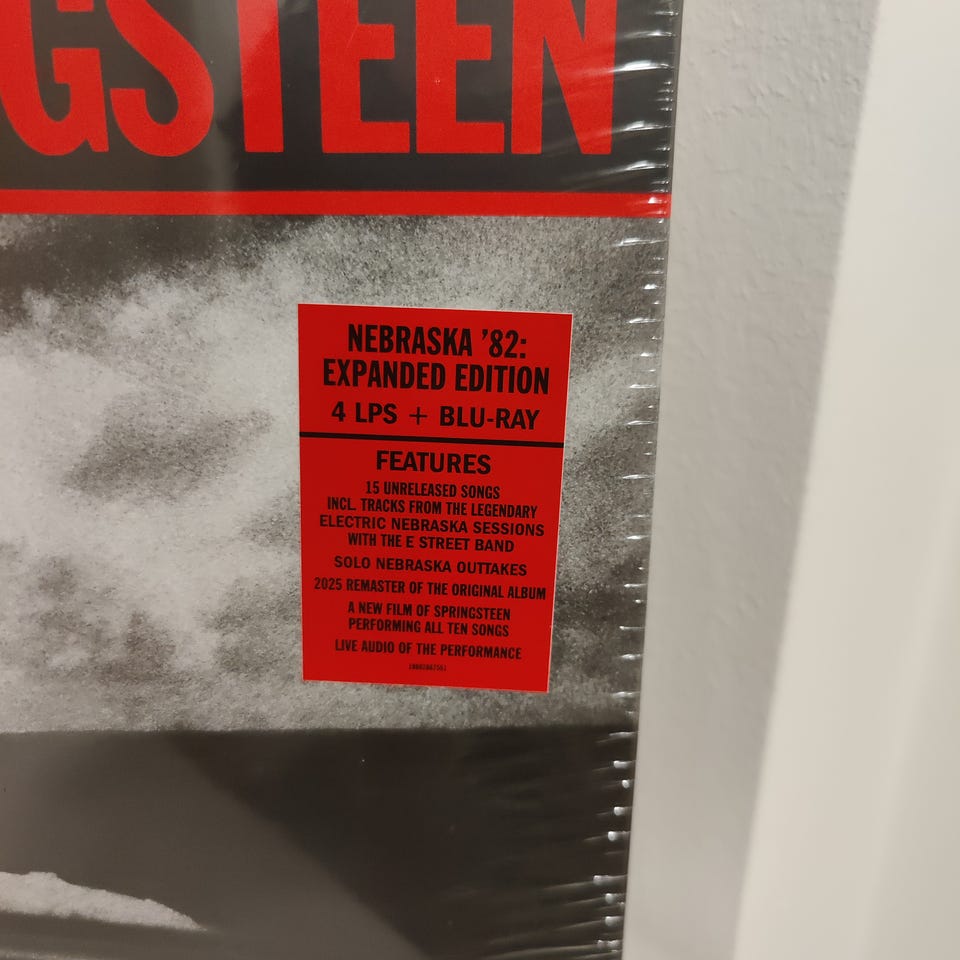 GSTEEN
NEBRASKA ’82:
EXPANDED EDITION
4 LPS + BLU-RAY
FEATURES
15 UNRELEASED SONGS
INCL. TRACKS FROM THE LEGENDARY
ELECTRIC NEBRASKA SESSIONS
WITH THE E STREET BAND
SOLO NEBRASKA OUTTAKES
2025 REMASTER OF THE ORIGINAL ALBUM
A NEW FILM OF SPRINGSTEEN
PERFORMING ALL TEN SONGS
LIVE AUDIO OF THE PERFORMANCE